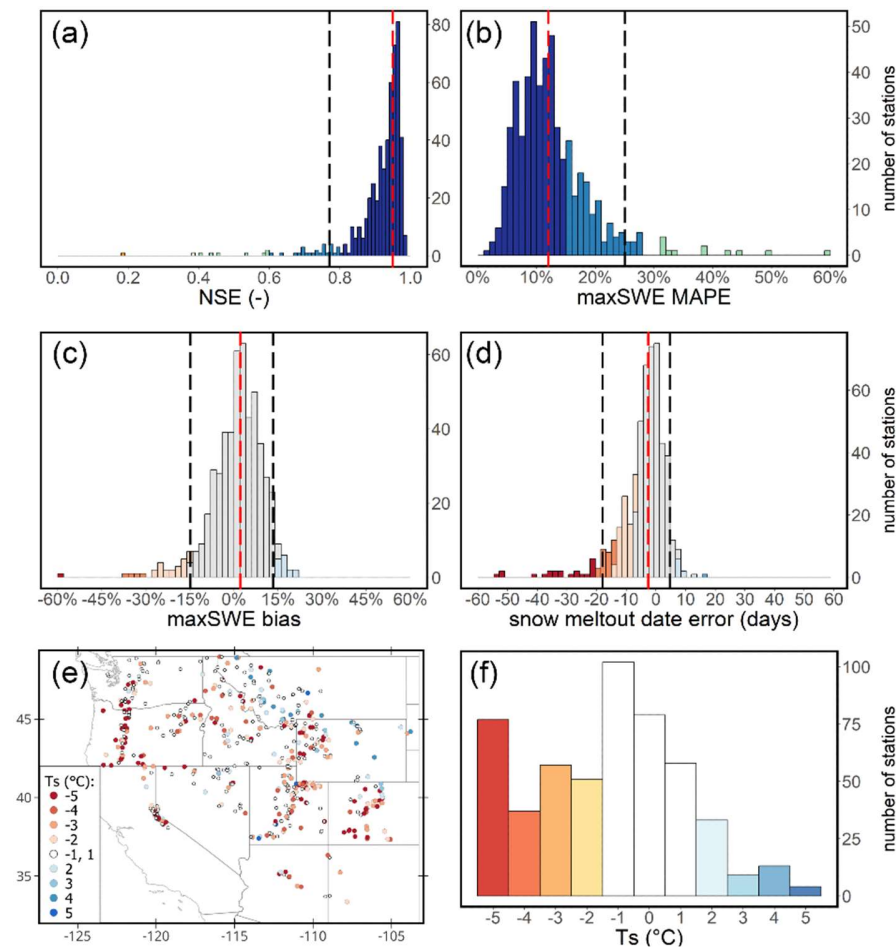 (a)
80
60
40
20
0
0.0 0.2 0.4 0.6 0.8 1.0
NSE (-)
(b)
50
40
30
20
10
0
number of stations
0% 10% 20% 30% 40% 50% 60%
maxSWE MAPE
(c)
60
40
20
0
-60% -45% -30% -15% 0% 15% 30% 45% 60%
maxSWE bias
(d)
60
40
20
0
number of stations
-60 -50 -40 -30 -20 -10 0 10 20 30 40 50 60
snow meltout date error (days)
(e)
45
40
35
Ts (°C):
-5
-4
-3
-2
-1, 1
2
3
4
5
-125 -120 -115 -110 -105
(f)
100
75
50
25
0
number of stations
-5 -4 -3 -2 -1 0 1 2 3 4 5
Ts (°C)